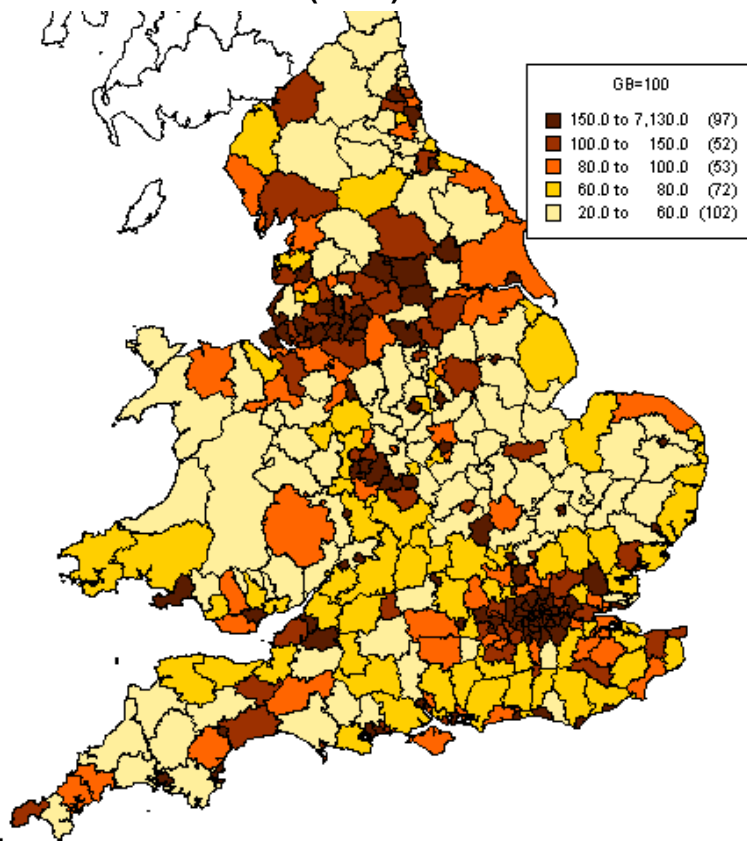 GB=100
150.0 to 7,130.0 (97)
100.0 to 150.0 (52)
80.0 to 100.0 (53)
60.0 to 80.0 (72)
20.0 to 60.0 (102)